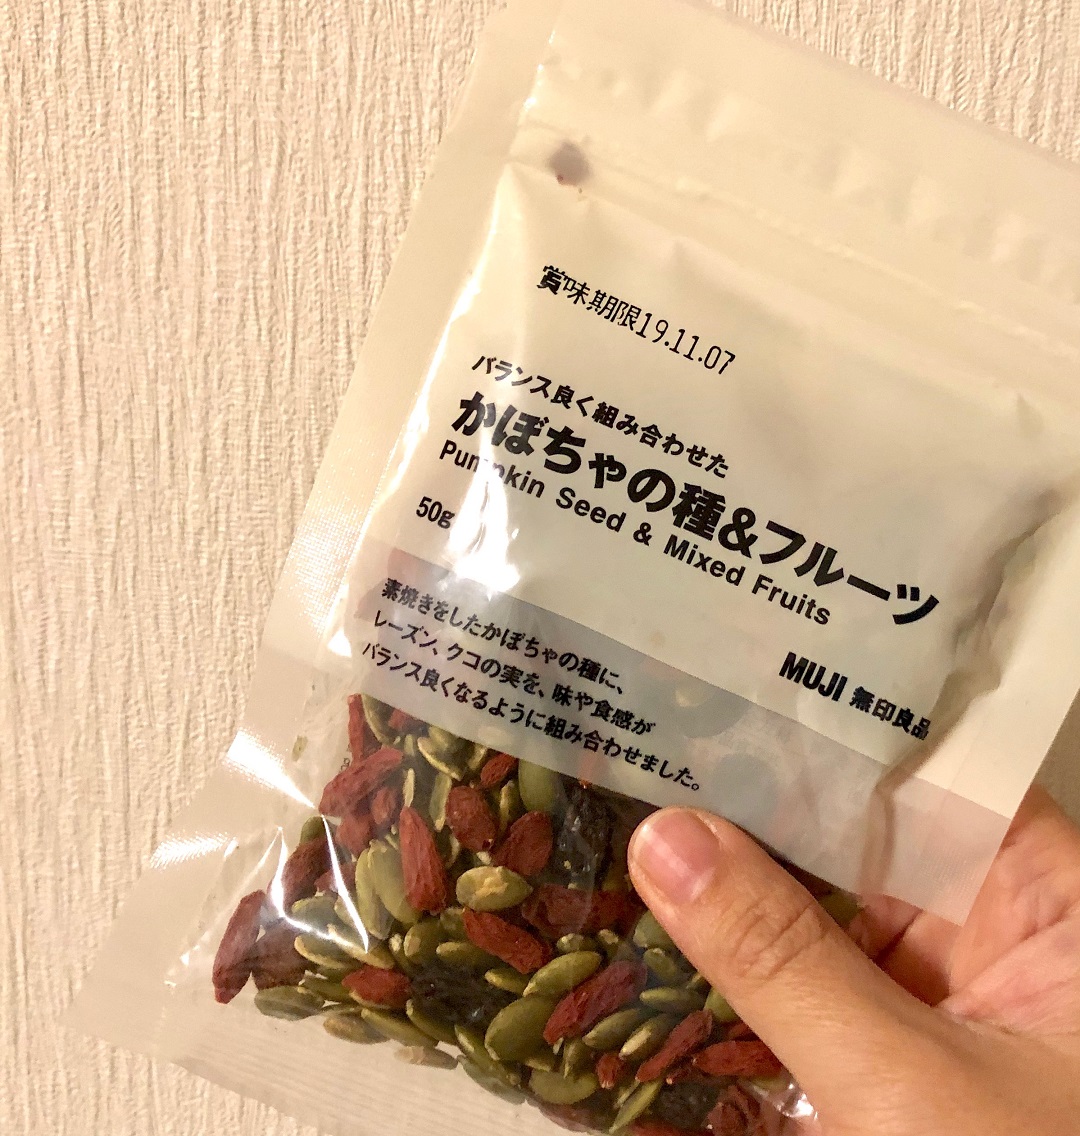 賞味期限19.11.07
バランス良く組み合わせた
かぼちゃの種&フルーツ
Pumpkin Seed & Mixed Fruits
50g
素焼きをしたかぼちゃの種に、
レーズン、クコの実を、味や食感が
バランス良くなるように組み合わせました。
MUJI 無印良品